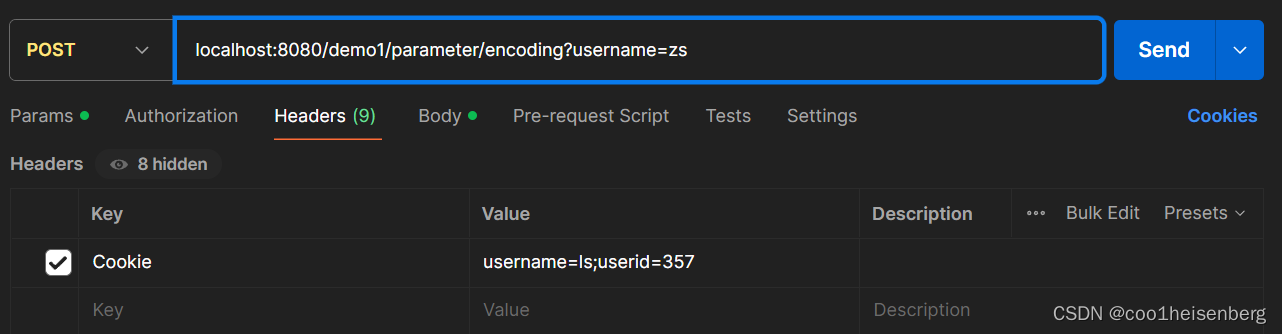 POST localhost:8080/demo1/parameter/encoding?username=zs Send
Params Authorization Headers (9) Body Pre-request Script Tests Settings Cookies
Headers 8 hidden
Key Value Description ••• Bulk Edit Presets
Cookie username=ls;userid=357
Key Value Description
CSDN @coo1heisenberg